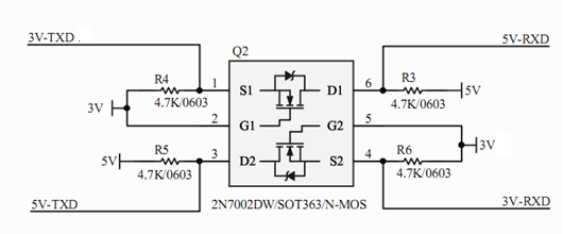 3V-TXD .
5V-RXD
Q2
R4
1
S1
D1
6
R3
4.7K/0603
4.7K/0603
5V
3V
2
G1
G2
5
5V
R5
3
D2
S2
4
R6
3V
4.7K/0603
4.7K/0603
5V-TXD
2N7002DW/SOT363/N-MOS
3V-RXD